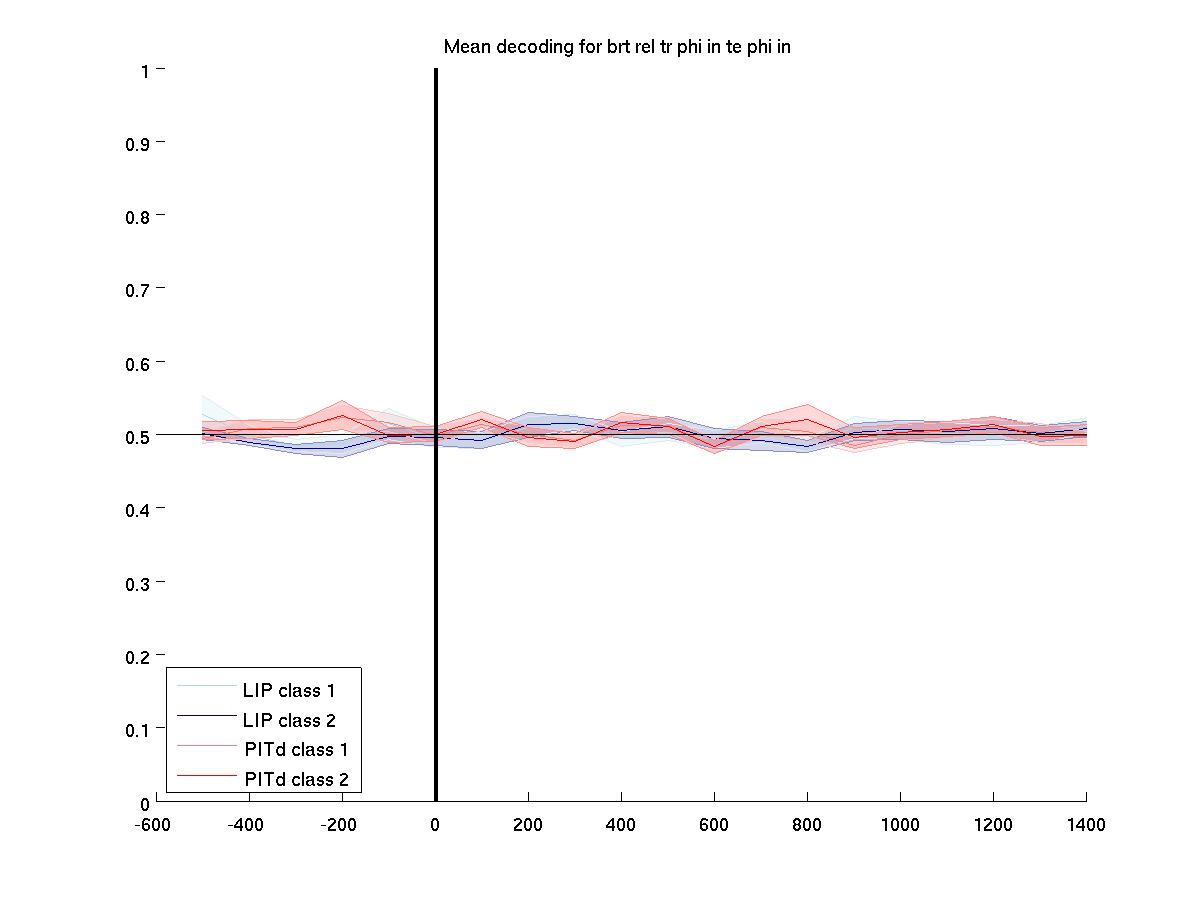 Mean decoding for brt rel tr phi in te phi in
1
0.9
0.8
0.7
0.6
0.5
0.4
0.3
0.2
0.1
0
LIP class 1
LIP class 2
PITd class 1
PITd class 2
-600 -400 -200 0 200 400 600 800 1000 1200 1400